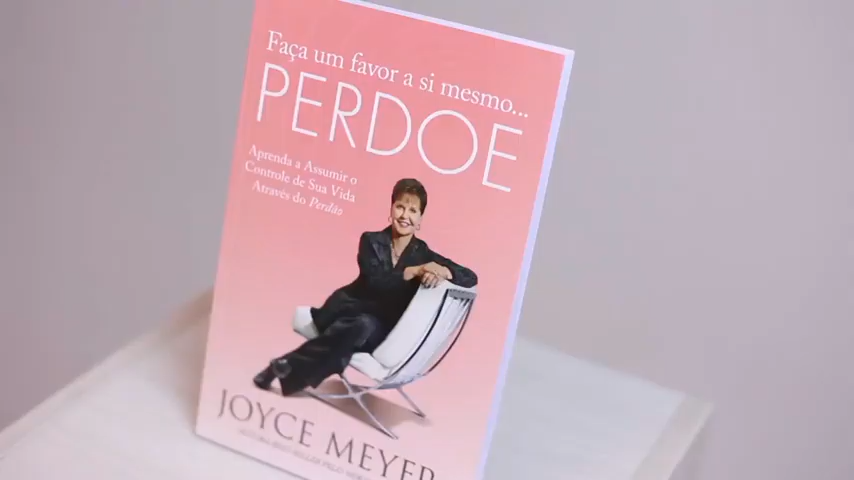 Faça um favor a si mesmo...
PERDOE
Aprenda a Assumir o
Controle de Sua Vida
Através do Perdão
JOYCE MEYER